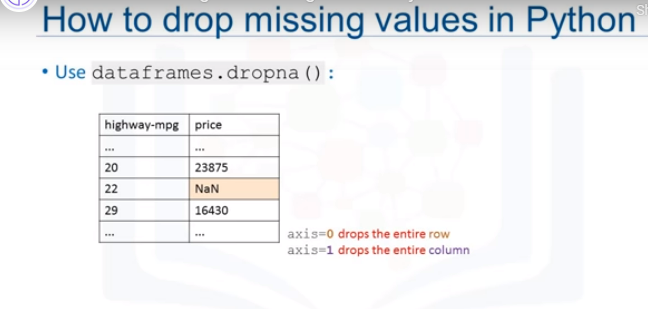 How to drop missing values in Python
• Use dataframes.dropna():
highway-mpg price
... ...
20 23875
22 NaN
29 16430
... ...
axis=0 drops the entire row
axis=1 drops the entire column